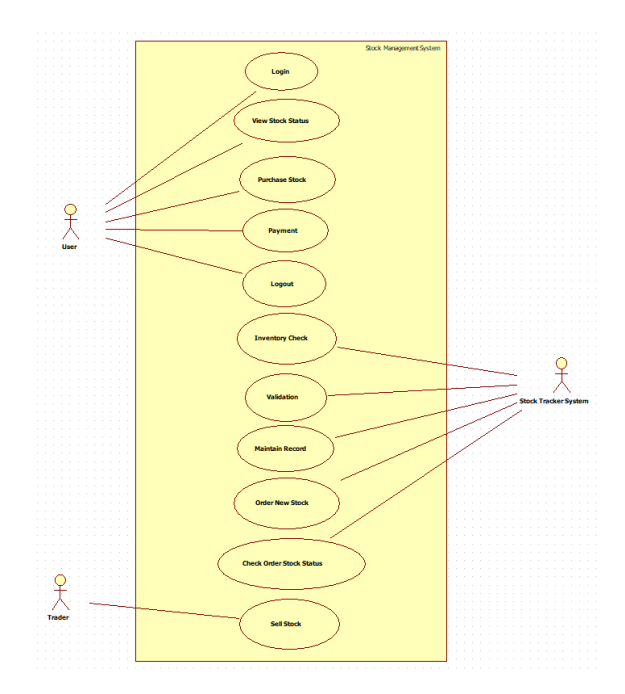 Stock Management System
Login
View Stock Status
Purchase Stock
Payment
User
Logout
Inventory Check
Validation
Stock Tracker System
Maintain Record
Order New Stock
Check Order Stock Status
Trader
Sell Stock